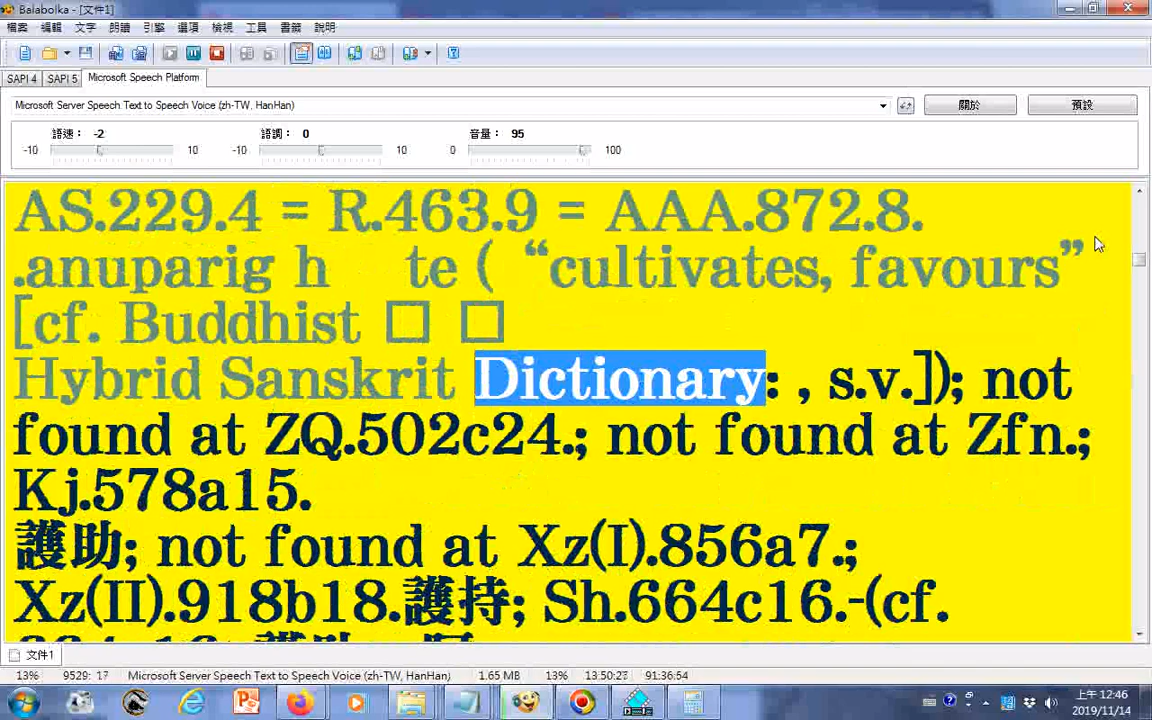 Balabolka - [文件1]
檔案 編輯 文字 朗讀 引擎 選項 檢視 工具 書籤 說明
SAPI 4 SAPI 5 Microsoft Speech Platform
Microsoft Server Speech Text to Speech Voice (zh-TW, HanHan) 關於 預設
語速： -2 語調： 0 音量： 95
-10 10 -10 10 0 100
AS.229.4 = R.463.9 = AAA.872.8.
.anuparig h te ( “cultivates, favours”
[cf. Buddhist □ □
Hybrid Sanskrit Dictionary: , s.v.]); not
found at ZQ.502c24.; not found at Zfn.;
Kj.578a15.
護助; not found at Xz(I).856a7.;
Xz(II).918b18.護持; Sh.664c16.-(cf.
文件1
13% 9529: 17 Microsoft Server Speech Text to Speech Voice (zh-TW, HanHan) 1.65 MB 13% 13:50:27 91:36:54
上午 12:46
2019/11/14